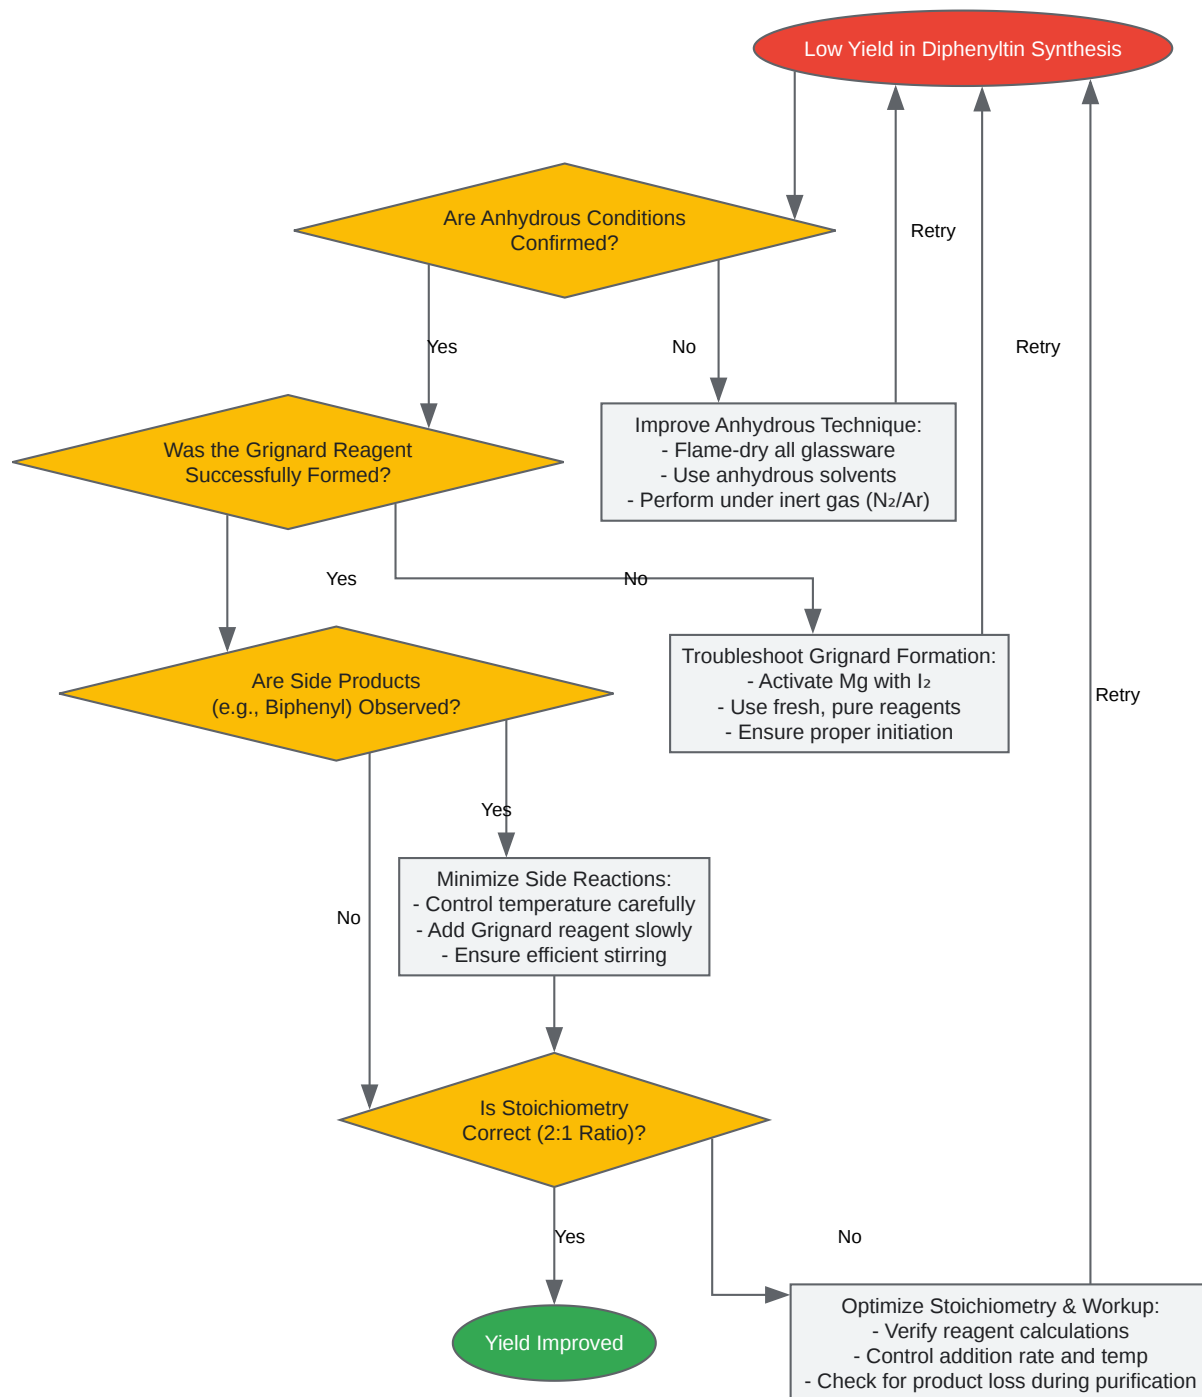 Low Yield in Diphenyltin Synthesis
Are Anhydrous Conditions
Confirmed?
Retry
Yes
No
Retry
Improve Anhydrous Technique:
- Flame-dry all glassware
- Use anhydrous solvents
- Perform under inert gas (N₂/Ar)
Was the Grignard Reagent
Successfully Formed?
Yes
No
Troubleshoot Grignard Formation:
- Activate Mg with I₂
- Use fresh, pure reagents
- Ensure proper initiation
Are Side Products
(e.g., Biphenyl) Observed?
Retry
Yes
No
Minimize Side Reactions:
- Control temperature carefully
- Add Grignard reagent slowly
- Ensure efficient stirring
Is Stoichiometry
Correct (2:1 Ratio)?
Yes
No
Yield Improved
Optimize Stoichiometry & Workup:
- Verify reagent calculations
- Control addition rate and temp
- Check for product loss during purification